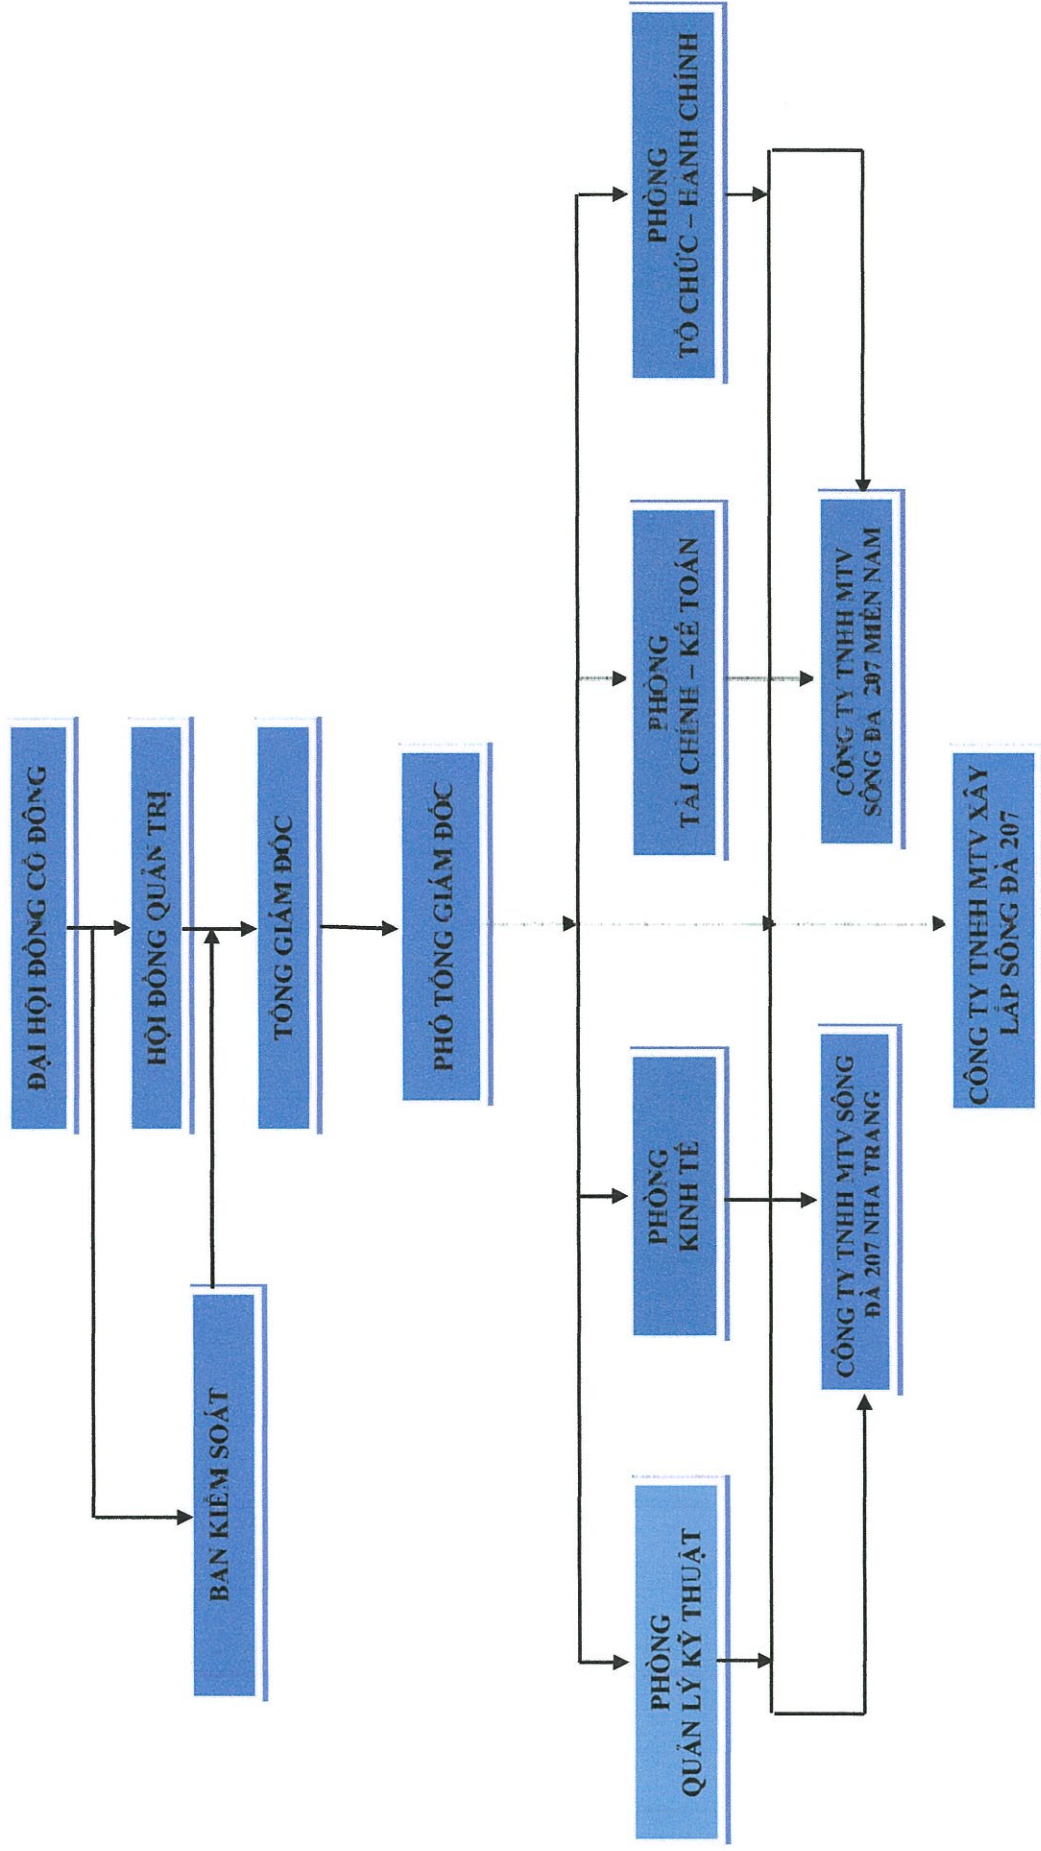 ĐẠI HỘI ĐỒNG CỔ ĐÔNG
HỘI ĐỒNG QUẢN TRỊ
BAN KIỂM SOÁT
TỔNG GIÁM ĐỐC
PHÓ TỔNG GIÁM ĐỐC
PHÒNG
QUẢN LÝ KỸ THUẬT
PHÒNG
KINH TẾ
PHÒNG
TÀI CHÍNH – KẾ TOÁN
PHÒNG
TỔ CHỨC – HÀNH CHÍNH
CÔNG TY TNHH MTV SÔNG
ĐÀ 207 NHA TRANG
CÔNG TY TNHH MTV
SÔNG ĐÀ 207 MIỀN NAM
CÔNG TY TNHH MTV XÂY
LẮP SÔNG ĐÀ 207